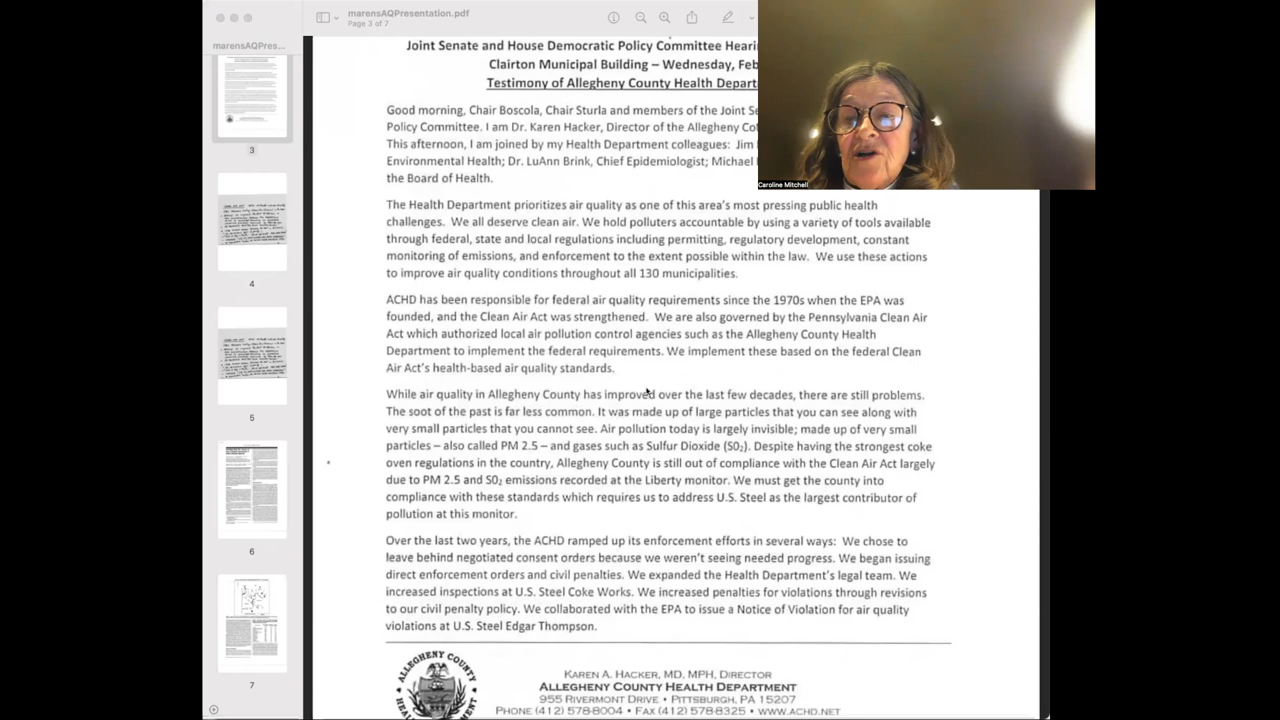 marensAQPresentation.pdf
Page 3 of 7
marensAQPres...
3
4
5
6
7
Joint Senate and House Democratic Policy Committee Hearin
Clairton Municipal Building – Wednesday, Feb
Testimony of Allegheny County Health Depart
Good morning, Chair Boscola, Chair Sturla and members of the Joint Se
Policy Committee. I am Dr. Karen Hacker, Director of the Allegheny Co
This afternoon, I am joined by my Health Department colleagues: Jim
Environmental Health; Dr. LuAnn Brink, Chief Epidemiologist; Michael
the Board of Health.
The Health Department prioritizes air quality as one of this area's most pressing public health
challenges. We all deserve clean air. We hold polluters accountable by using a variety of tools available
through federal, state and local regulations including permitting, regulatory development, constant
monitoring of emissions, and enforcement to the extent possible within the law. We use these actions
to improve air quality conditions throughout all 130 municipalities.
ACHD has been responsible for federal air quality requirements since the 1970s when the EPA was
founded, and the Clean Air Act was strengthened. We are also governed by the Pennsylvania Clean Air
Act which authorized local air pollution control agencies such as the Allegheny County Health
Department to implement the federal requirements. We implement these based on the federal Clean
Air Act's health-based air quality standards.
While air quality in Allegheny County has improved over the last few decades, there are still problems.
The soot of the past is far less common. It was made up of large particles that you can see along with
very small particles that you cannot see. Air pollution today is largely invisible; made up of very small
particles – also called PM 2.5 – and gases such as Sulfur Dioxide (S0₂). Despite having the strongest coke
oven regulations in the country, Allegheny County is still out of compliance with the Clean Air Act largely
due to PM 2.5 and S0₂ emissions recorded at the Liberty monitor. We must get the county into
compliance with these standards which requires us to address U.S. Steel as the largest contributor of
pollution at this monitor.
Over the last two years, the ACHD ramped up its enforcement efforts in several ways: We chose to
leave behind negotiated consent orders because we weren't seeing needed progress. We began issuing
direct enforcement orders and civil penalties. We expanded the Health Department's legal team. We
increased inspections at U.S. Steel Coke Works. We increased penalties for violations through revisions
to our civil penalty policy. We collaborated with the EPA to issue a Notice of Violation for air quality
violations at U.S. Steel Edgar Thompson.
ALLEGHENY COUNTY
KAREN A. HACKER, MD, MPH, DIRECTOR
ALLEGHENY COUNTY HEALTH DEPARTMENT
955 RIVERMONT DRIVE • PITTSBURGH, PA 15207
PHONE (412) 578-8004 • FAX (412) 578-8325 • WWW.ACHD.NET
Caroline Mitchell